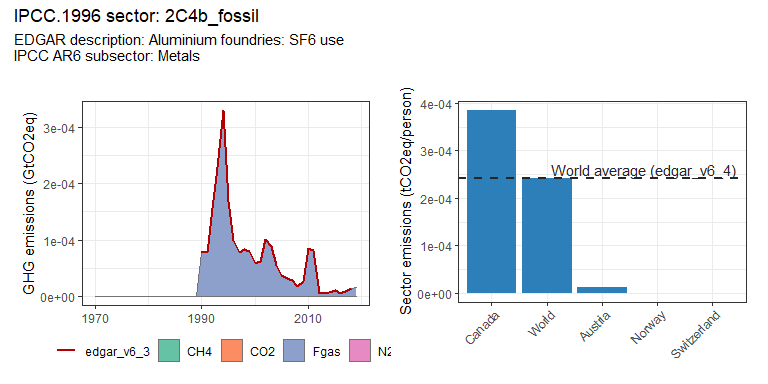 IPCC.1996 sector: 2C4b_fossil
EDGAR description: Aluminium foundries: SF6 use
IPCC AR6 subsector: Metals
GHG emissions (GtCO2eq)
3e-04
2e-04
1e-04
0e+00
1970
1990
2010
edgar_v6_3
CH4
CO2
Fgas
N2
Sector emissions (tCO2eq/person)
4e-04
3e-04
2e-04
1e-04
0e+00
World average (edgar_v6_4)
Canada
World
Austria
Norway
Switzerland